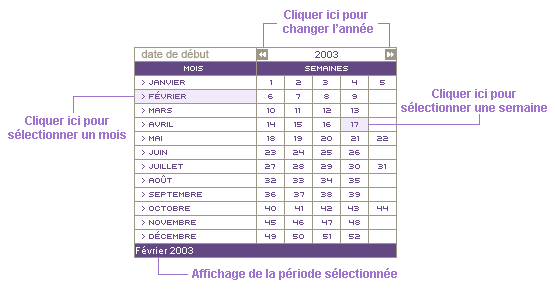 Cliquer ici pour
changer l'année
date de début 2003
MOIS SEMAINES
> JANVIER 1 2 3 4 5
> FÉVRIER 6 7 8 9
> MARS 10 11 12 13
> AVRIL 14 15 16 17
> MAI 18 19 20 21 22
> JUIN 23 24 25 26
> JUILLET 27 28 29 30 31
> AOÛT 32 33 34 35
> SEPTEMBRE 36 37 38 39
> OCTOBRE 40 41 42 43 44
> NOVEMBRE 45 46 47 48
> DÉCEMBRE 49 50 51 52
Février 2003
Cliquer ici pour
sélectionner un mois
Cliquer ici pour
sélectionner une semaine
Affichage de la période sélectionnée